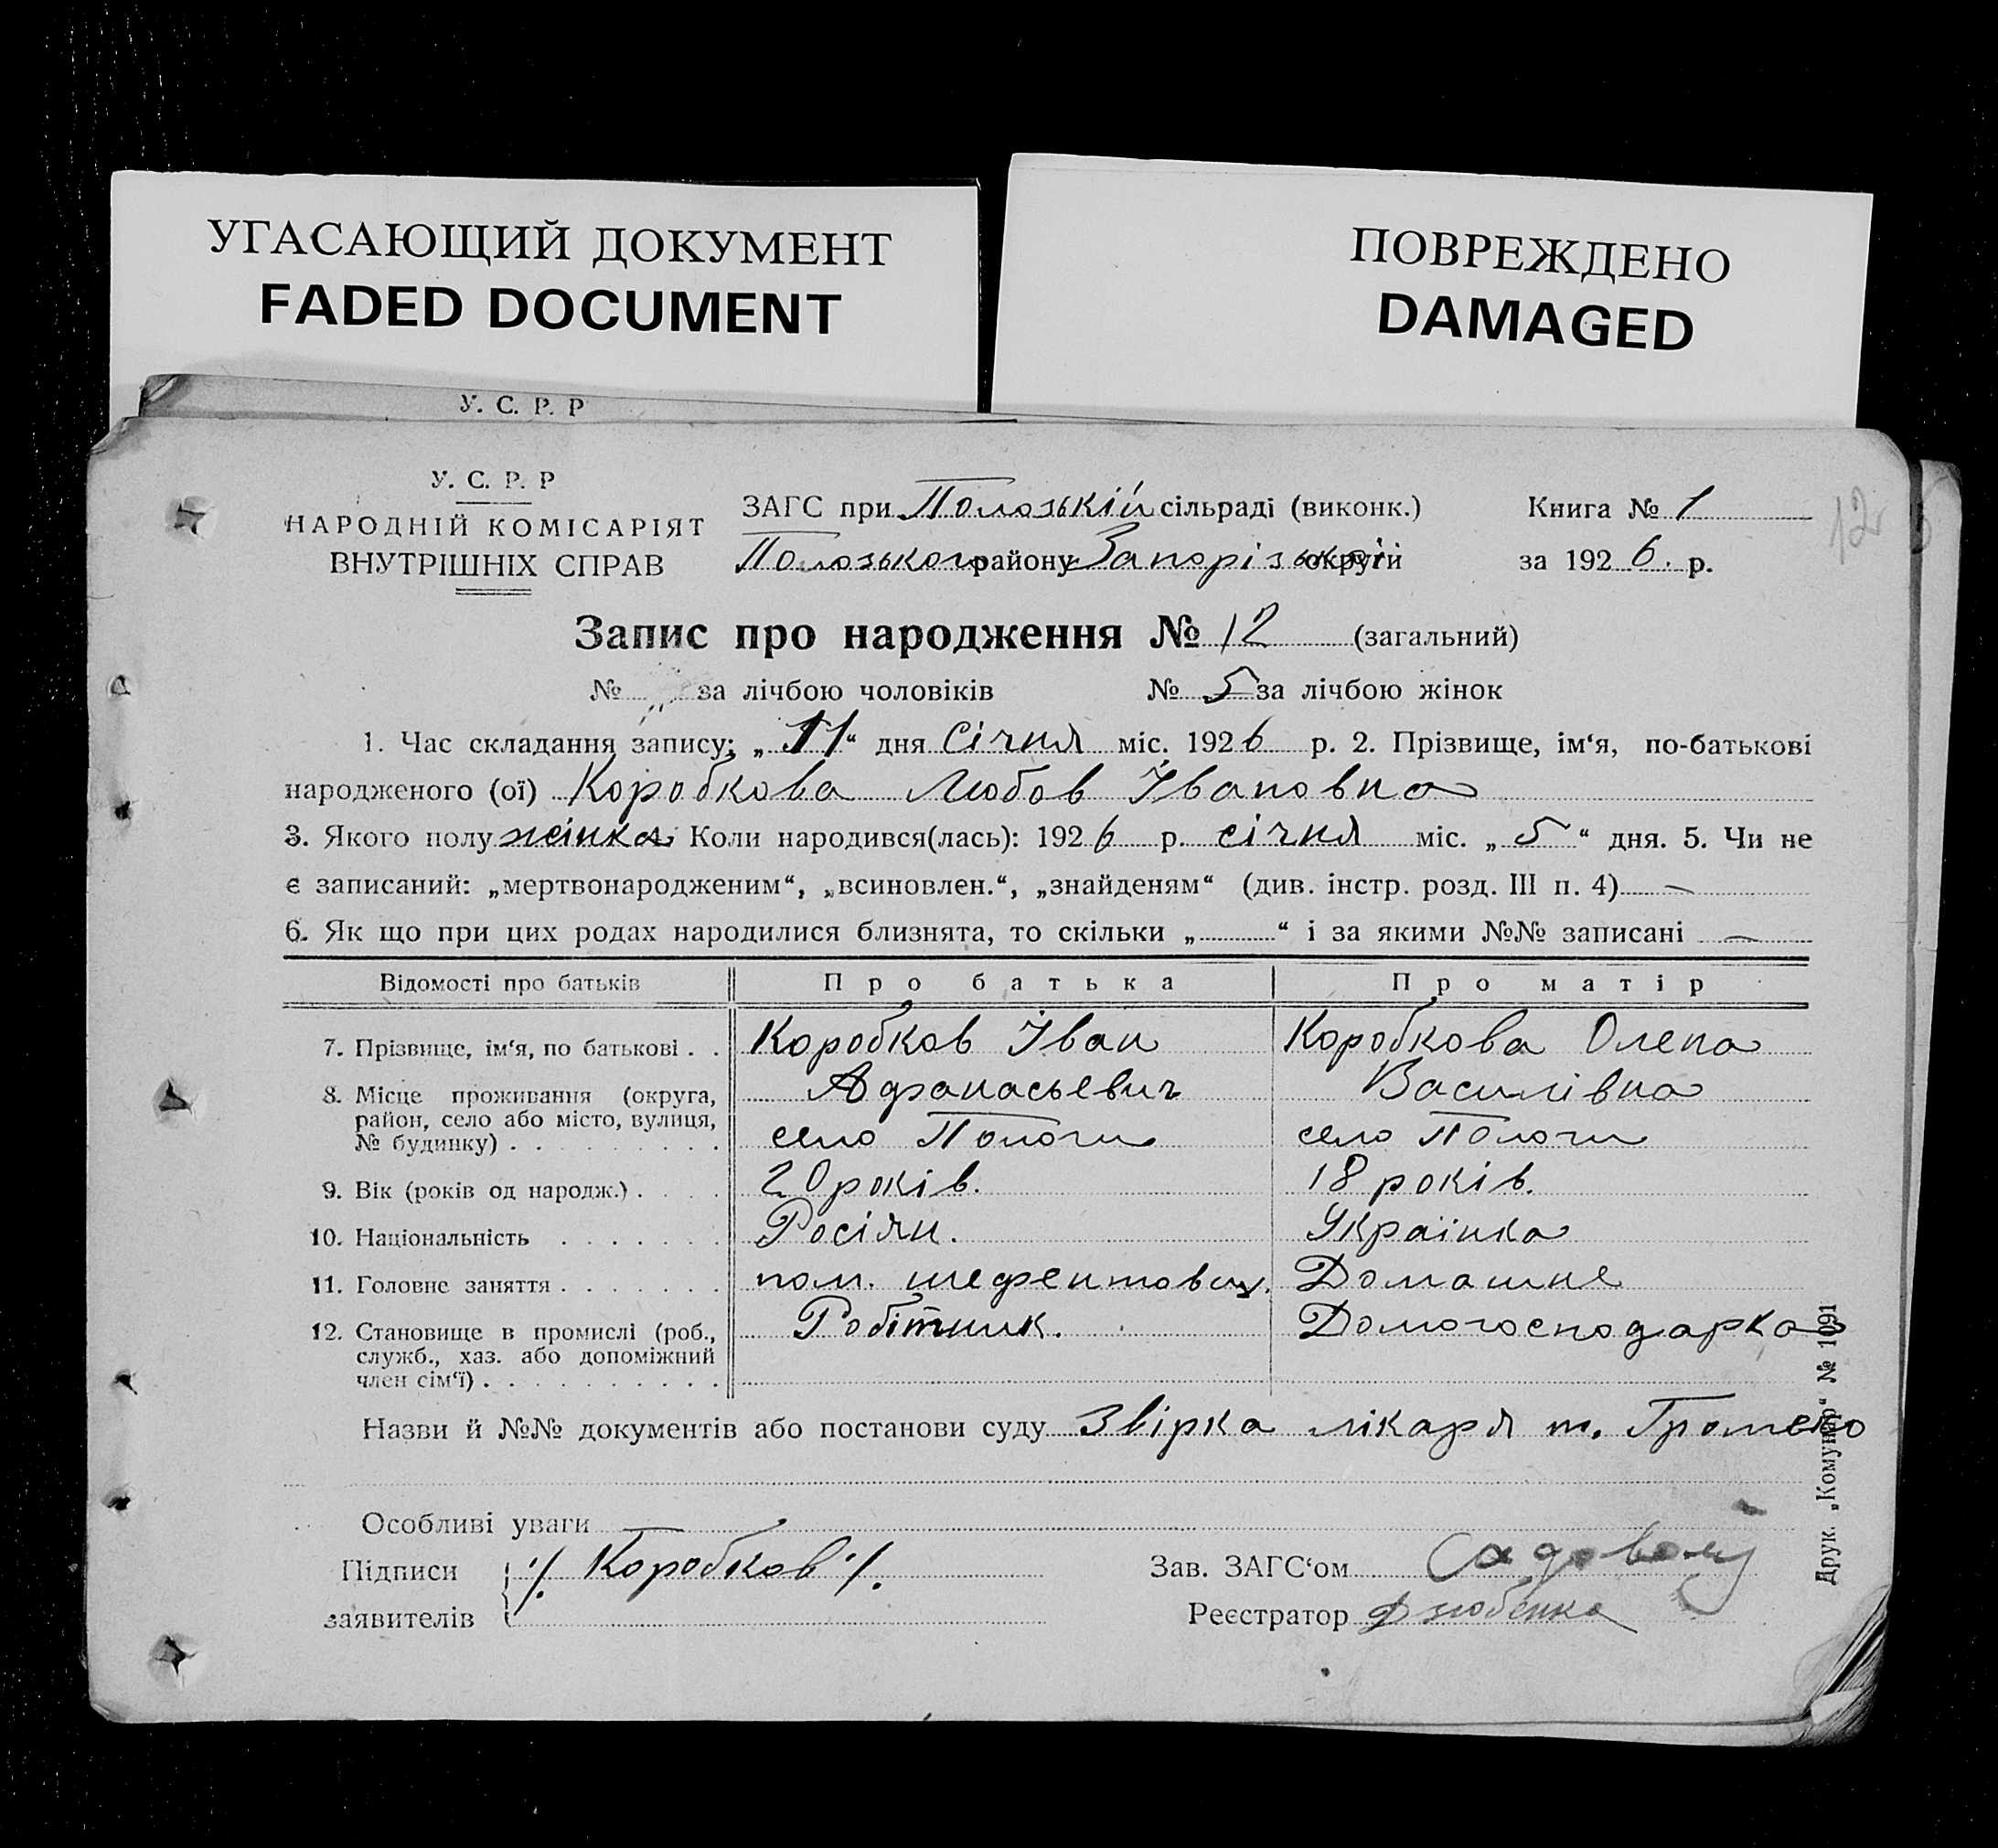 УГАСАЮЩИЙ ДОКУМЕНТ
FADED DOCUMENT
ПОВРЕЖДЕНО
DAMAGED
У. С. Р. Р
У. С. Р. Р
НАРОДНІЙ КОМІСАРІЯТ
ВНУТРІШНІХ СПРАВ
ЗАГС при Пологській сільраді (виконк.)
Пологського району Запорізької округи
Книга № 1
за 1926 р.
12
Запис про народження № 12 (загальний)
№ „ за лічбою чоловіків № 5 за лічбою жінок
1. Час складання запису: „11“ дня Січня міс. 1926 р. 2. Прізвище, ім‘я, по-батькові
народженого (ої) Коробкова Любов Івановна
3. Якого полу жінка Коли народився(лась): 1926 р. січня міс. „5“ дня. 5. Чи не
є записаний: „мертвонародженим“, „всиновлен.“, „знайденям“ (див. інстр. розд. III п. 4) —
6. Як що при цих родах народилися близнята, то скільки „ “ і за якими №№ записані —
Відомості про батьків Про батька Про матір
7. Прізвище, ім‘я, по батькові . . Коробков Іван Афанасьевич Коробкова Олена Василівна
8. Місце проживання (округа,
район, село або місто, вулиця,
№ будинку) . . . . . . . . . село Пологи село Пологи
9. Вік (років од народж.) . . . . 20 років. 18 років.
10. Національність . . . . . . . Росіян. Українка
11. Головне заняття . . . . . . . пом. Домашне
12. Становище в промислі (роб.,
служб., хаз. або допоміжний
член сім‘ї) . . . . . . . . . . Робітник. Домогосподарка
Назви й №№ документів або постанови суду Звірка лікаря т. Громеко
Особливі уваги
Підписи
заявителів
/. Коробков /.
Зав. ЗАГС‘ом
Реєстратор Дзюбенко
Друк. „Комунар“ № 1091